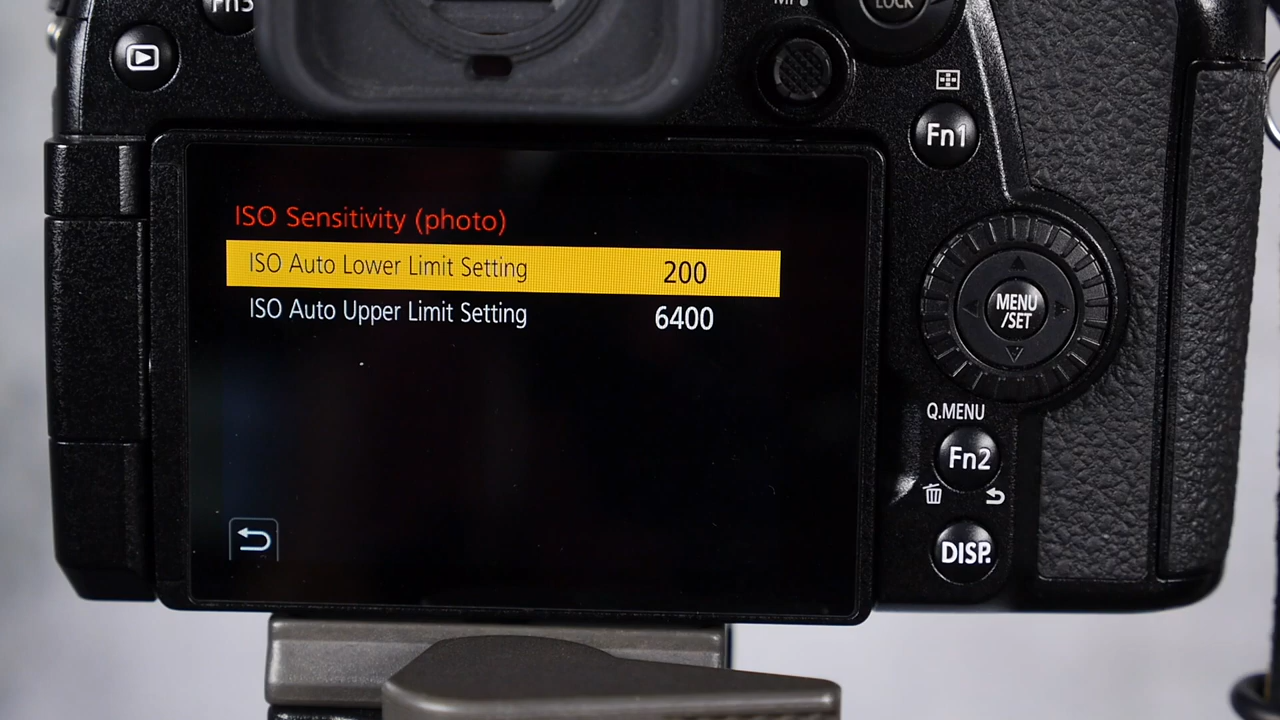 Fn3
MF
LOCK
Fn1
ISO Sensitivity (photo)
ISO Auto Lower Limit Setting 200
ISO Auto Upper Limit Setting 6400
MENU
/SET
Q.MENU
Fn2
DISP.